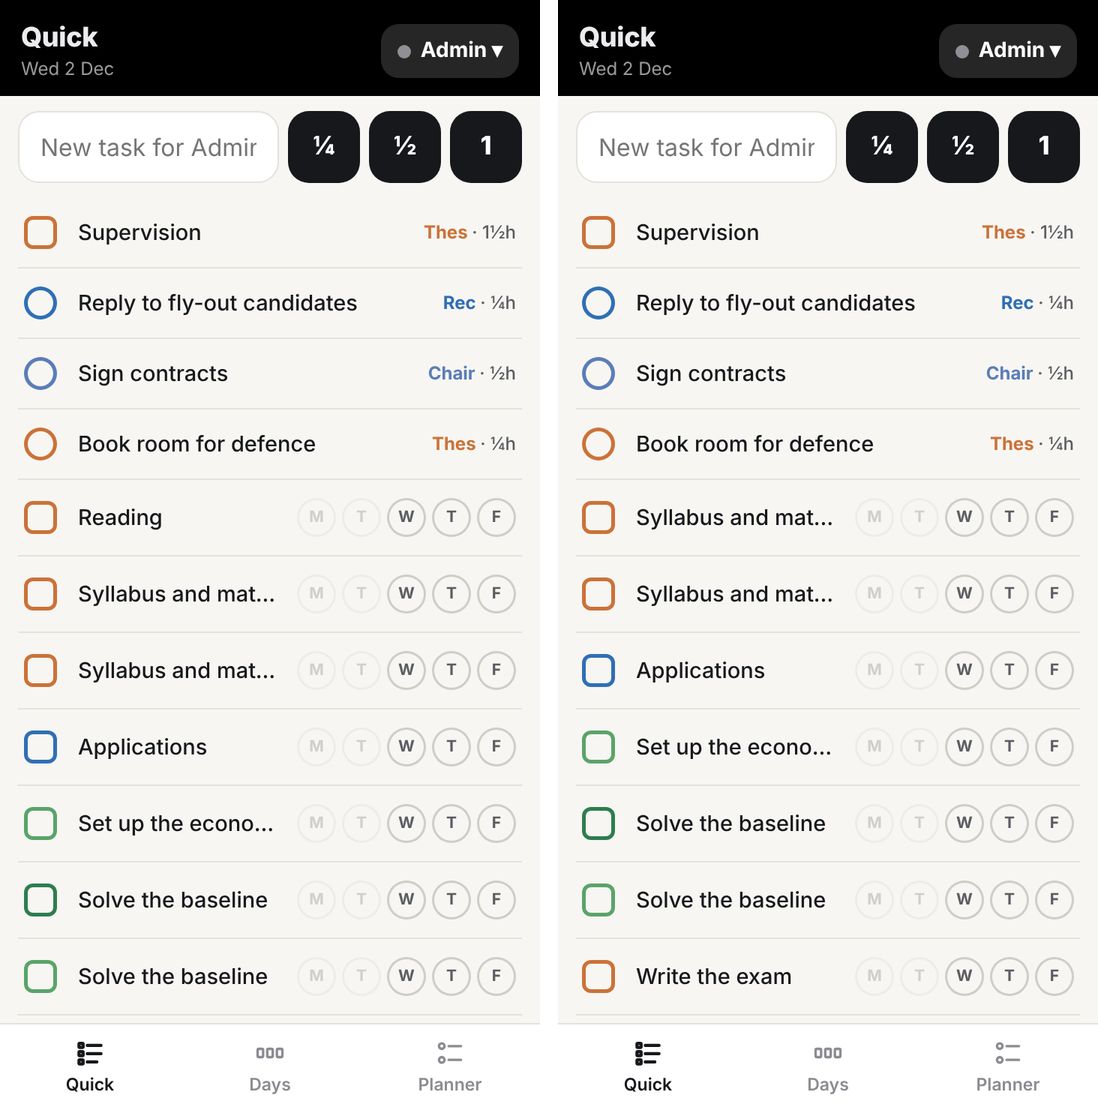 Quick
Wed 2 Dec
Admin ▾
New task for Admir
¼ ½ 1
Supervision Thes · 1½h
Reply to fly-out candidates Rec · ¼h
Sign contracts Chair · ½h
Book room for defence Thes · ¼h
Reading M T W T F
Syllabus and mat... M T W T F
Syllabus and mat... M T W T F
Applications M T W T F
Set up the econo... M T W T F
Solve the baseline M T W T F
Solve the baseline M T W T F
Quick Days Planner
Quick
Wed 2 Dec
Admin ▾
New task for Admir
¼ ½ 1
Supervision Thes · 1½h
Reply to fly-out candidates Rec · ¼h
Sign contracts Chair · ½h
Book room for defence Thes · ¼h
Syllabus and mat... M T W T F
Syllabus and mat... M T W T F
Applications M T W T F
Set up the econo... M T W T F
Solve the baseline M T W T F
Solve the baseline M T W T F
Write the exam M T W T F
Quick Days Planner